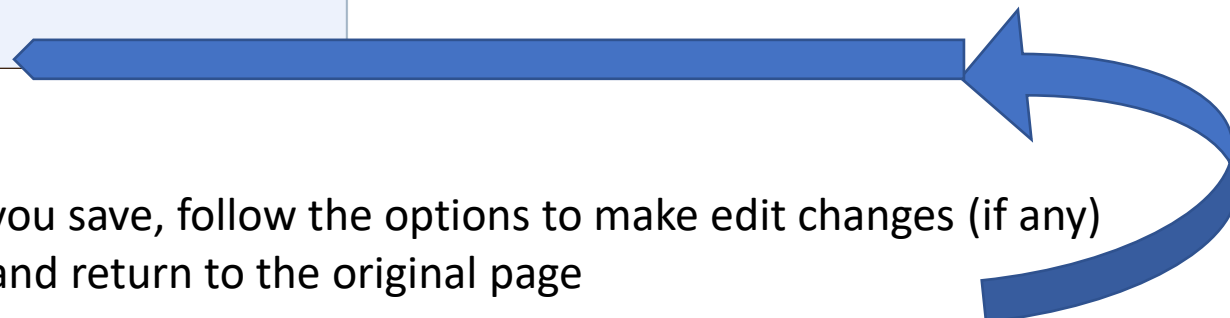 you save, follow the options to make edit changes (if any)
and return to the original page